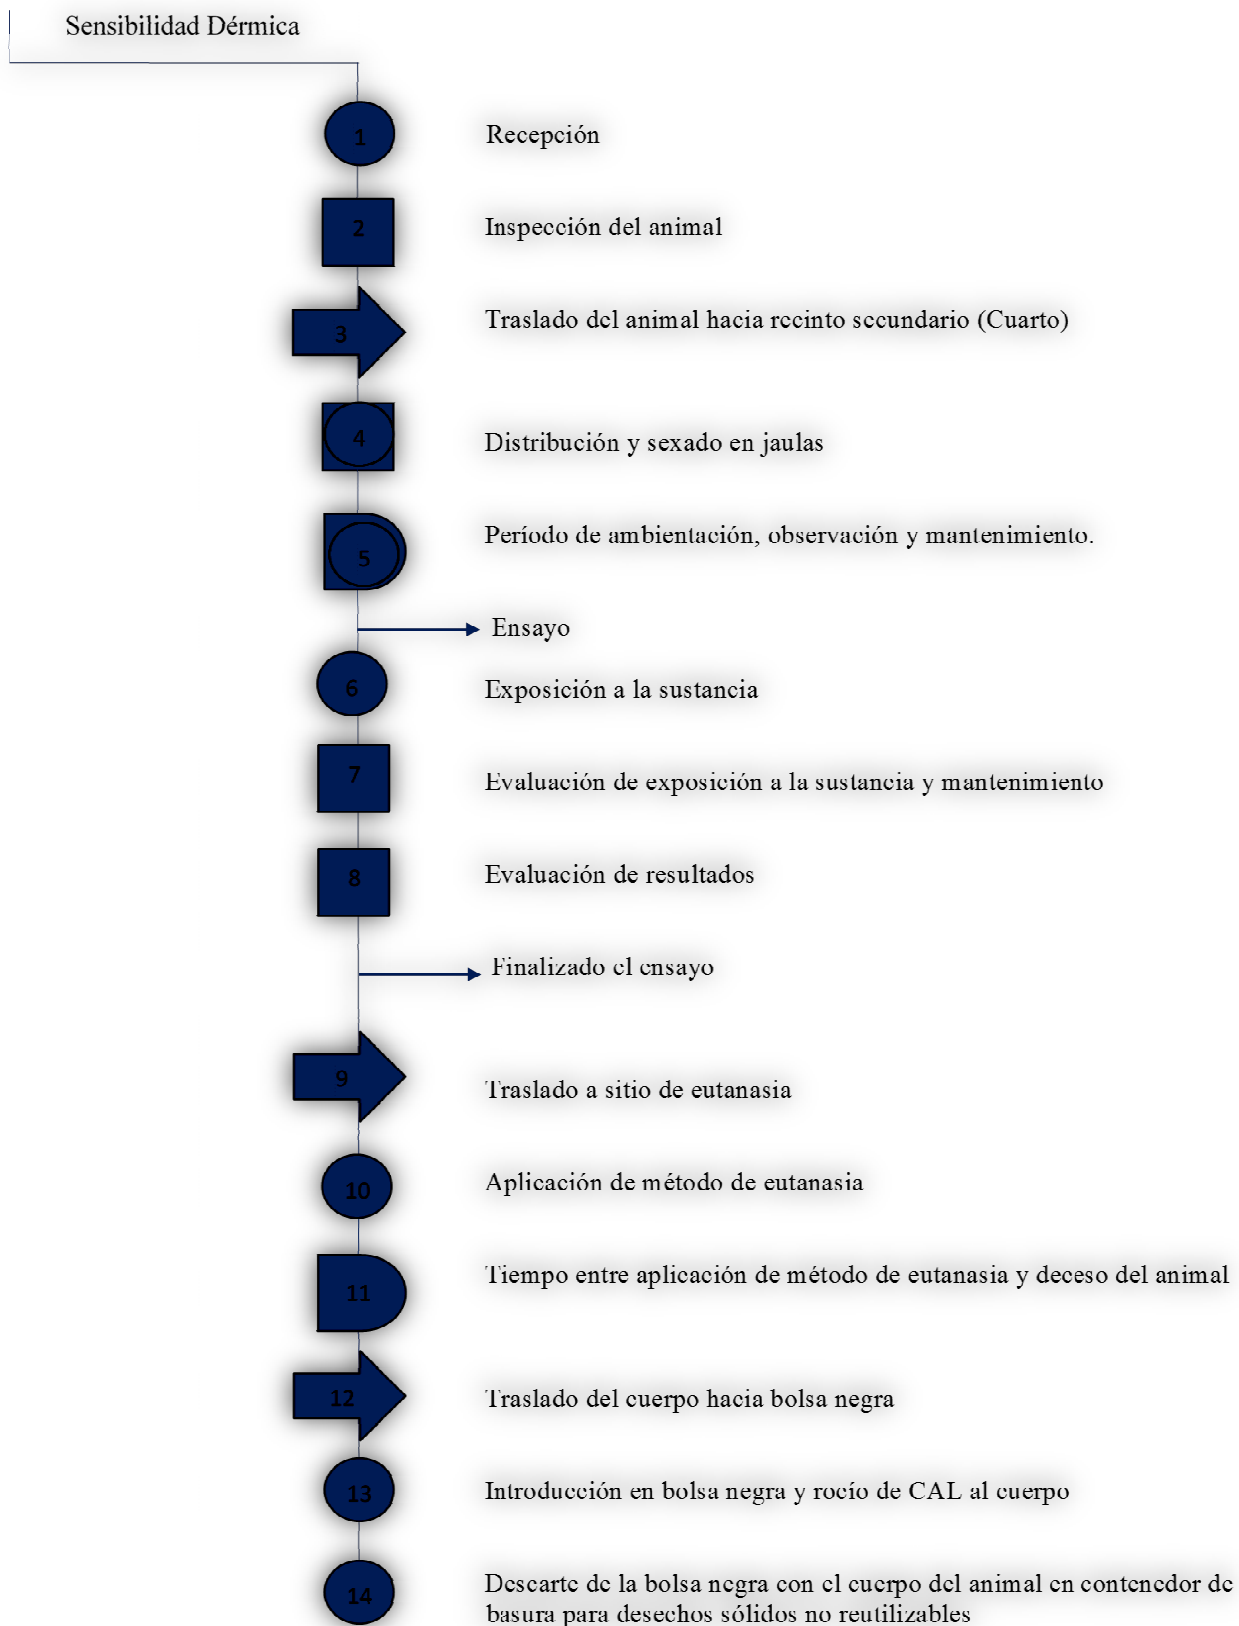 Sensibilidad Dérmica
1 Recepción
2 Inspección del animal
3 Traslado del animal hacia recinto secundario (Cuarto)
4 Distribución y sexado en jaulas
5 Período de ambientación, observación y mantenimiento.
Ensayo
6 Exposición a la sustancia
7 Evaluación de exposición a la sustancia y mantenimiento
8 Evaluación de resultados
Finalizado el ensayo
9 Traslado a sitio de eutanasia
10 Aplicación de método de eutanasia
11 Tiempo entre aplicación de método de eutanasia y deceso del animal
12 Traslado del cuerpo hacia bolsa negra
13 Introducción en bolsa negra y rocío de CAL al cuerpo
14 Descarte de la bolsa negra con el cuerpo del animal en contenedor de
basura para desechos sólidos no reutilizables